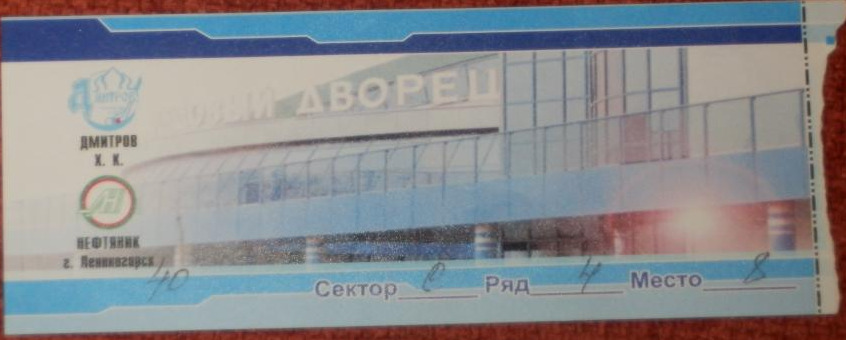 ДВОРЕЦ
ДМИТРОВ
Х. К.
Н
НЕФТЯНИК
г. Лениногорск
40
Сектор С Ряд 4 Место 8